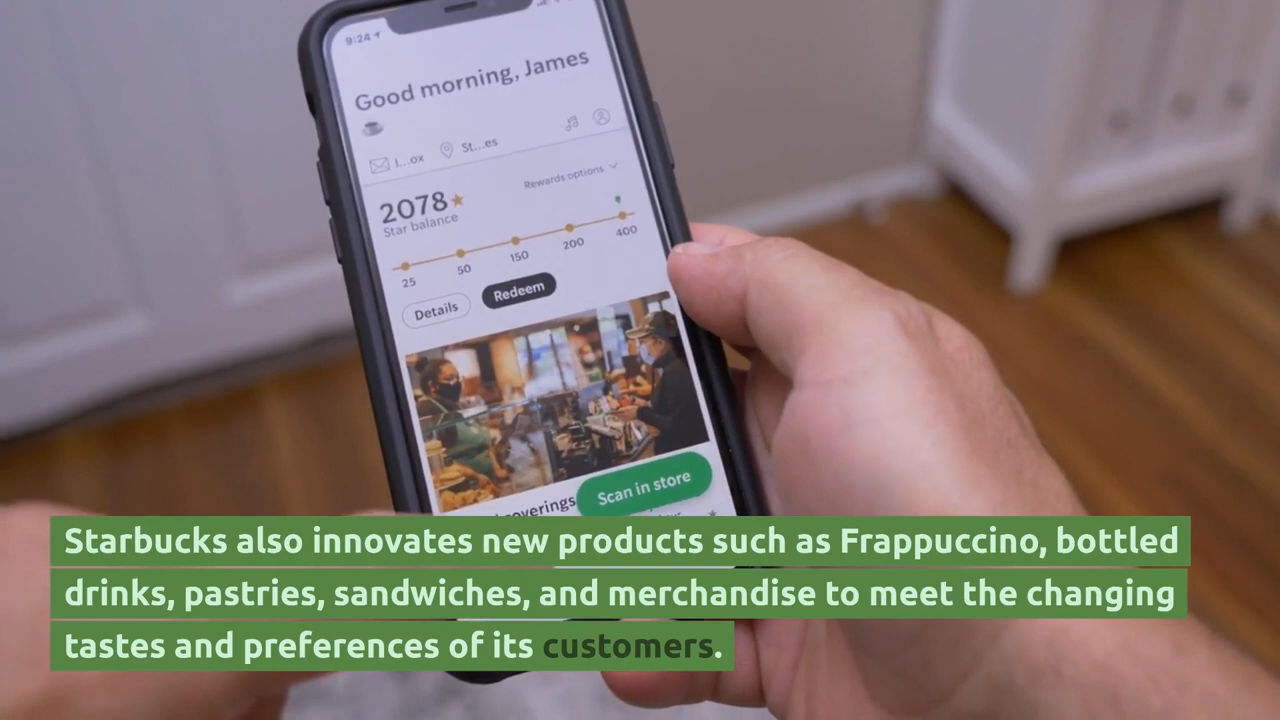 9:24
Good morning, James
I...ox St...es
Rewards options
2078
Star balance
25 50 150 200 400
Details Redeem
Scan in store
Starbucks also innovates new products such as Frappuccino, bottled
drinks, pastries, sandwiches, and merchandise to meet the changing
tastes and preferences of its customers.